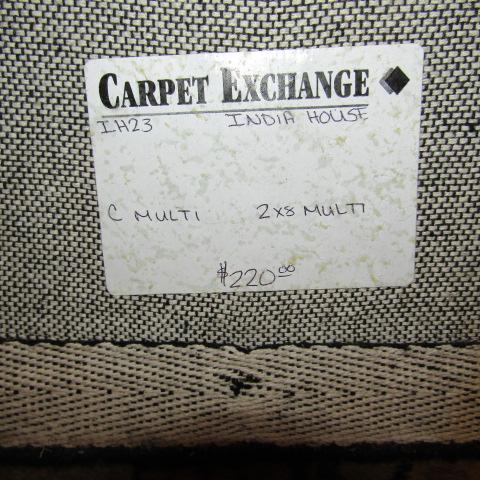 CARPET EXCHANGE
IH23 INDIA HOUSE
C MULTI 2X8 MULTI
$220.00